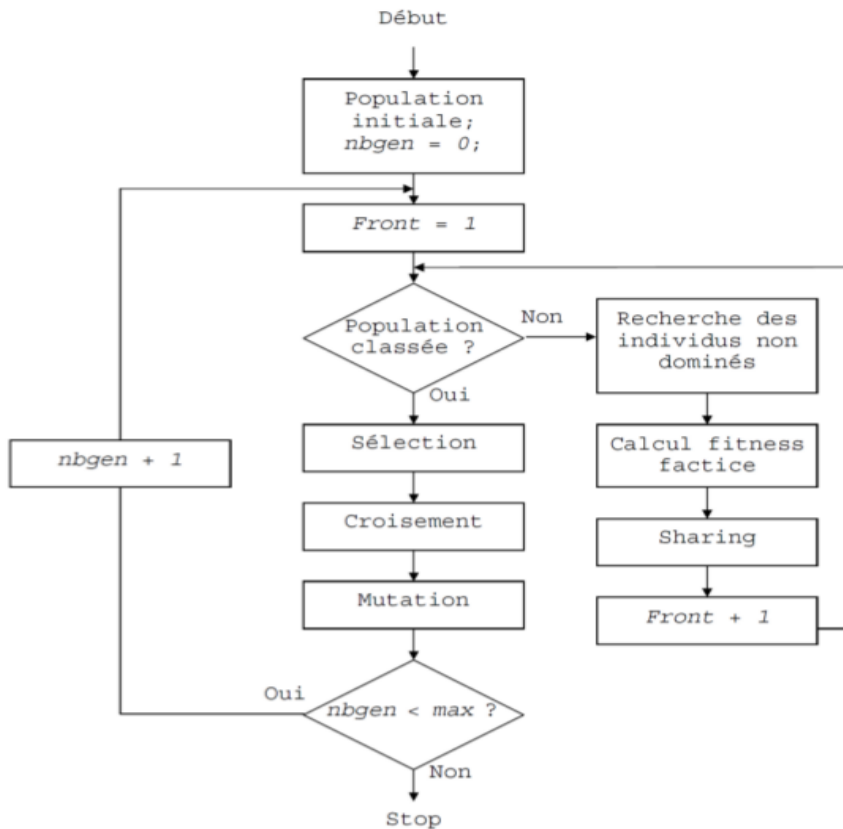 Début
Population
initiale;
nbgen = 0;
Front = 1
Population
classée ?
Non
Recherche des
individus non
dominés
Oui
Calcul fitness
factice
Sélection
Sharing
Croisement
Front + 1
Mutation
nbgen + 1
Oui
nbgen < max ?
Non
Stop